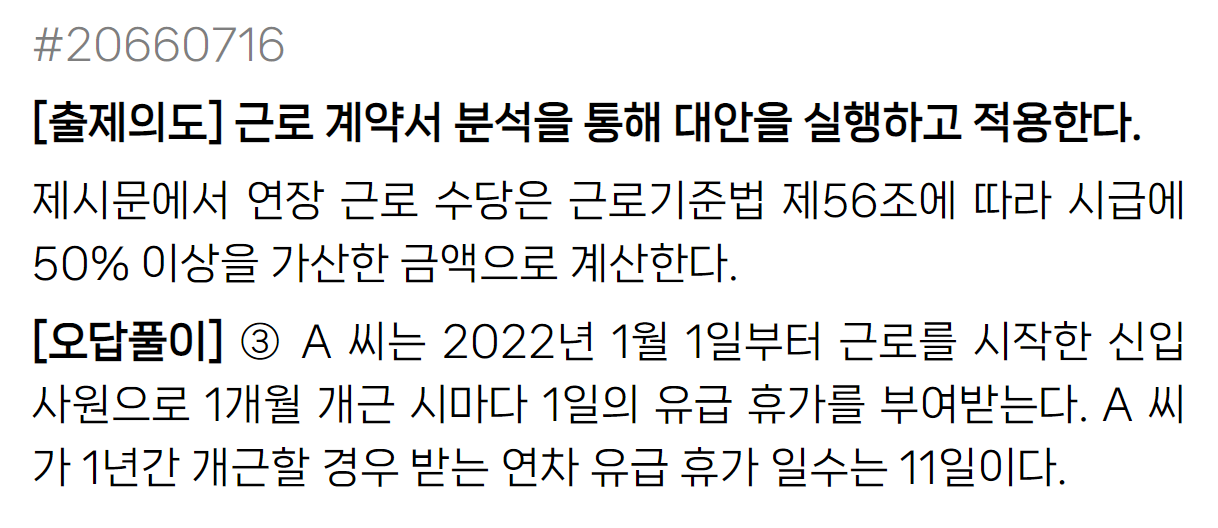 #20660716
[출제의도] 근로 계약서 분석을 통해 대안을 실행하고 적용한다.
제시문에서 연장 근로 수당은 근로기준법 제56조에 따라 시급에
50% 이상을 가산한 금액으로 계산한다.
[오답풀이] ③ A 씨는 2022년 1월 1일부터 근로를 시작한 신입
사원으로 1개월 개근 시마다 1일의 유급 휴가를 부여받는다. A 씨
가 1년간 개근할 경우 받는 연차 유급 휴가 일수는 11일이다.